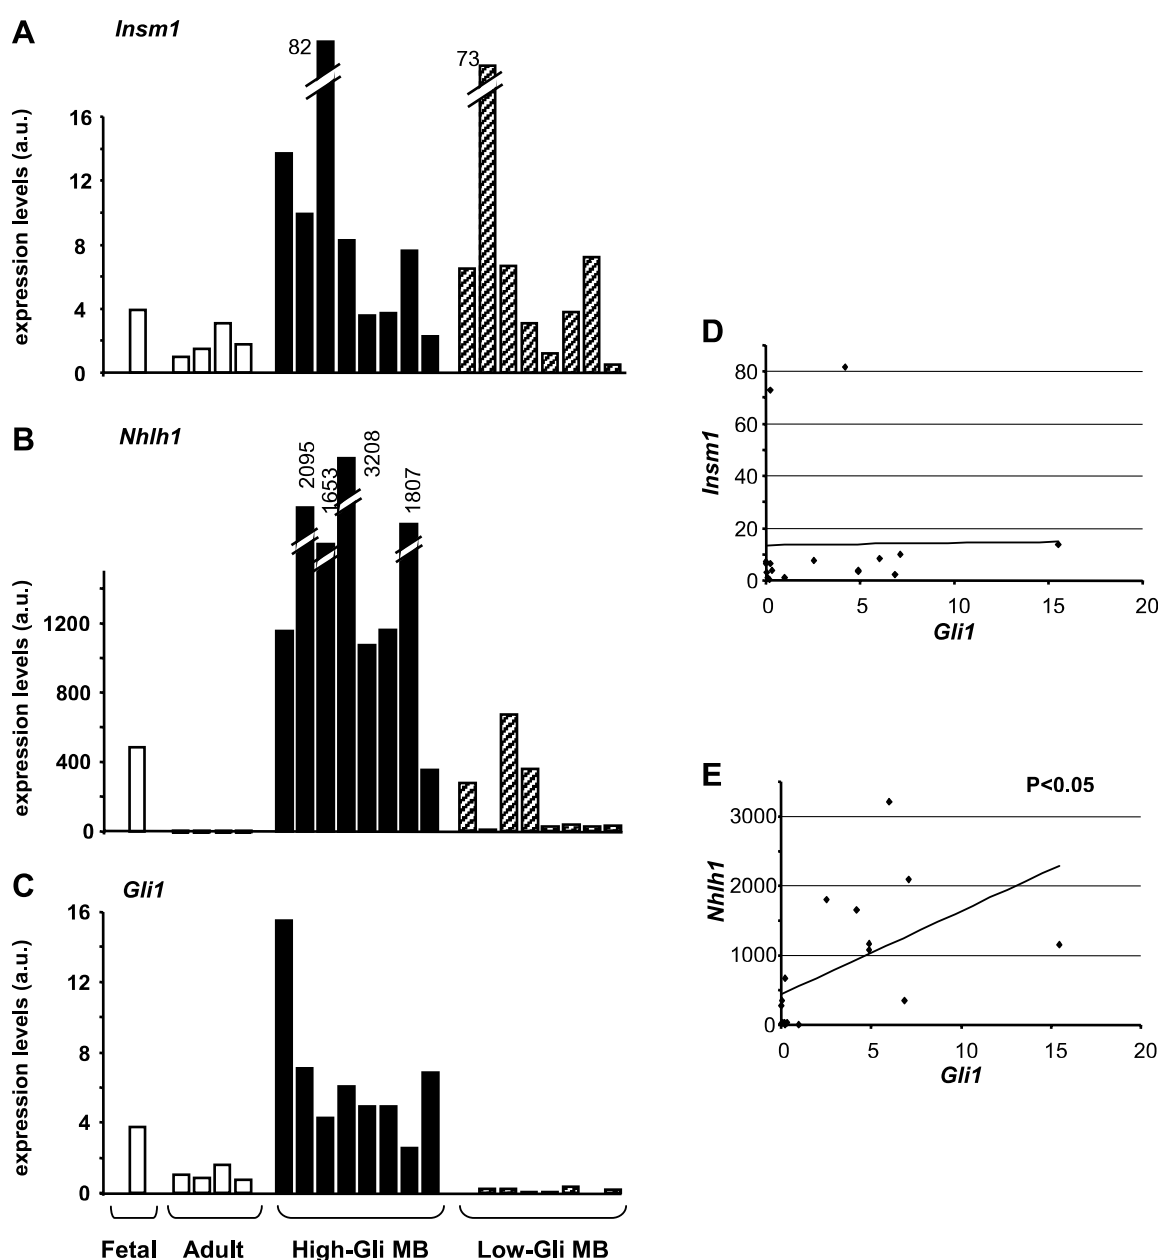 A
Insm1
82
73
expression levels (a.u.)
16
12
8
4
0
B
Nhlh1
2095
1653
3208
1807
expression levels (a.u.)
1200
800
400
0
C
Gli1
expression levels (a.u.)
16
12
8
4
0
Fetal
Adult
High-Gli MB
Low-Gli MB
D
Insm1
80
60
40
20
0
0
5
10
15
20
Gli1
E
P<0.05
Nhlh1
3000
2000
1000
0
0
5
10
15
20
Gli1